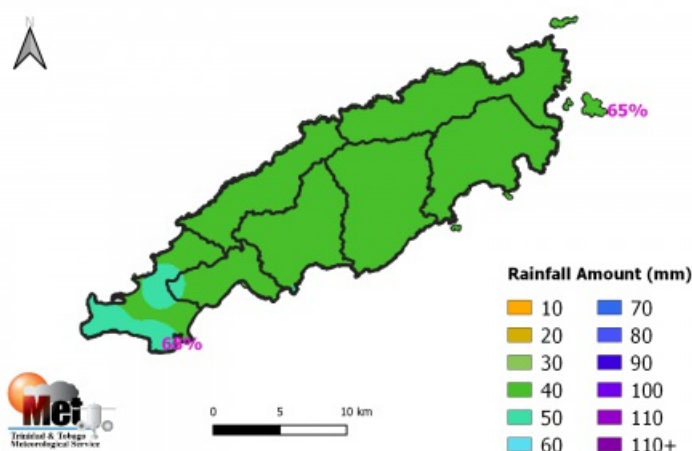 N
65%
68%
Rainfall Amount (mm)
10 70
20 80
30 90
40 100
50 110
60 110+
0 5 10 km
Met
Trinidad & Tobago
Meteorological Service